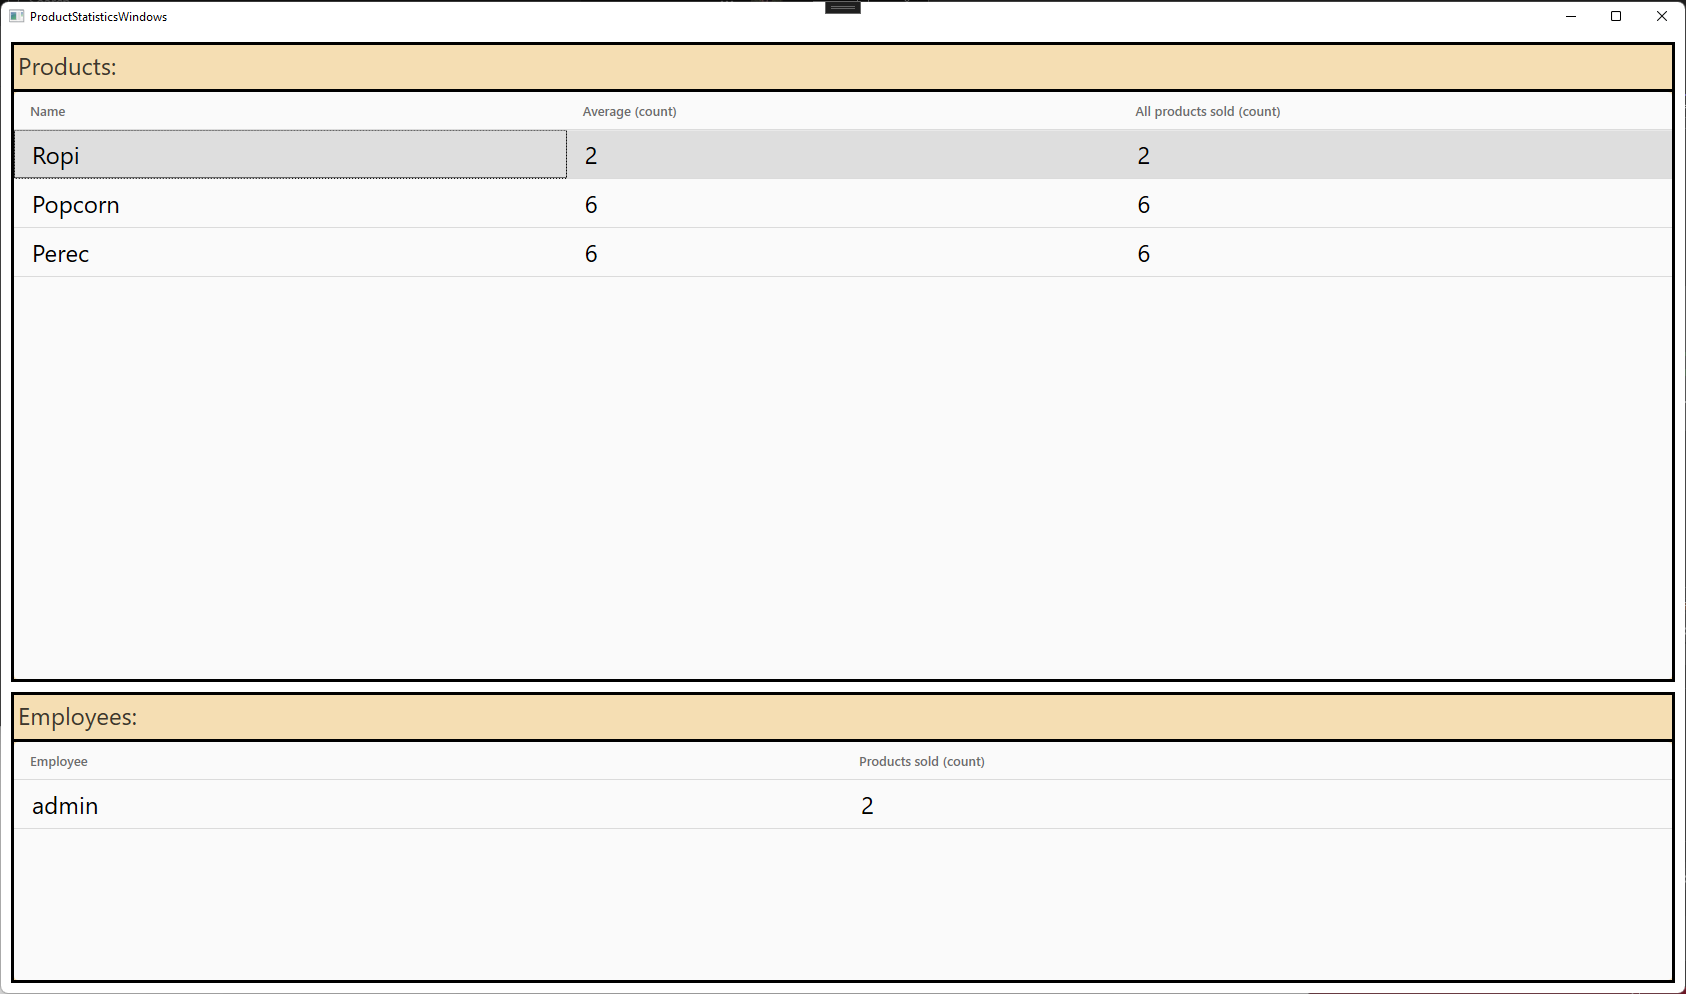 ProductStatisticsWindows
Products:
Name Average (count) All products sold (count)
Ropi 2 2
Popcorn 6 6
Perec 6 6
Employees:
Employee Products sold (count)
admin 2